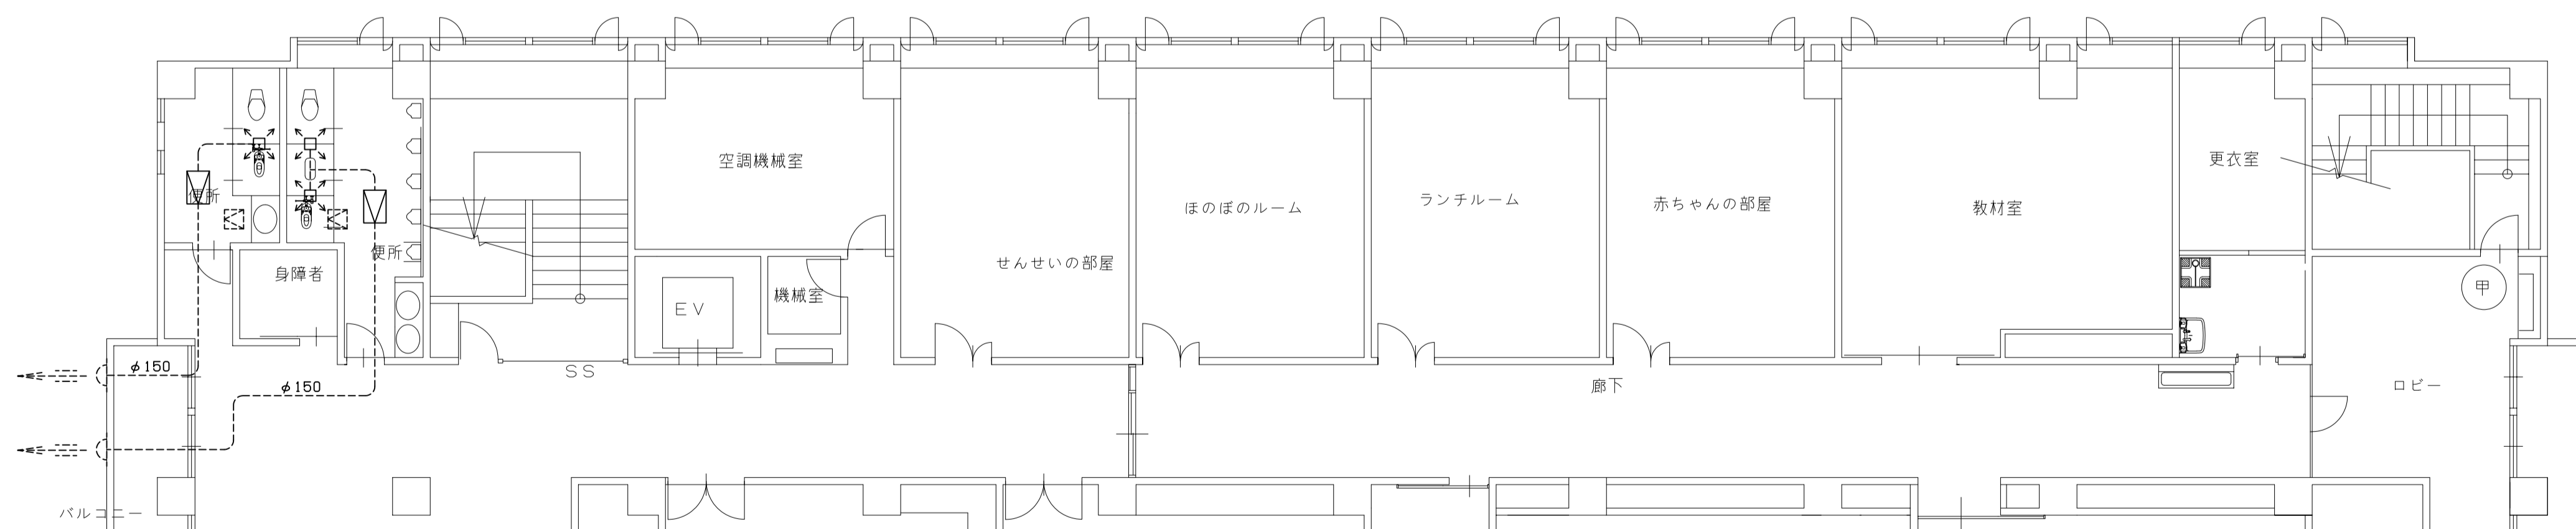 空調機械室
更衣室
便所
ランチルーム
赤ちゃんの部屋
ほのぼのルーム
教材室
便所
せんせいの部屋
身障者
機械室
甲
EV
φ150
SS
φ150
廊下
ロビー
バルコニー